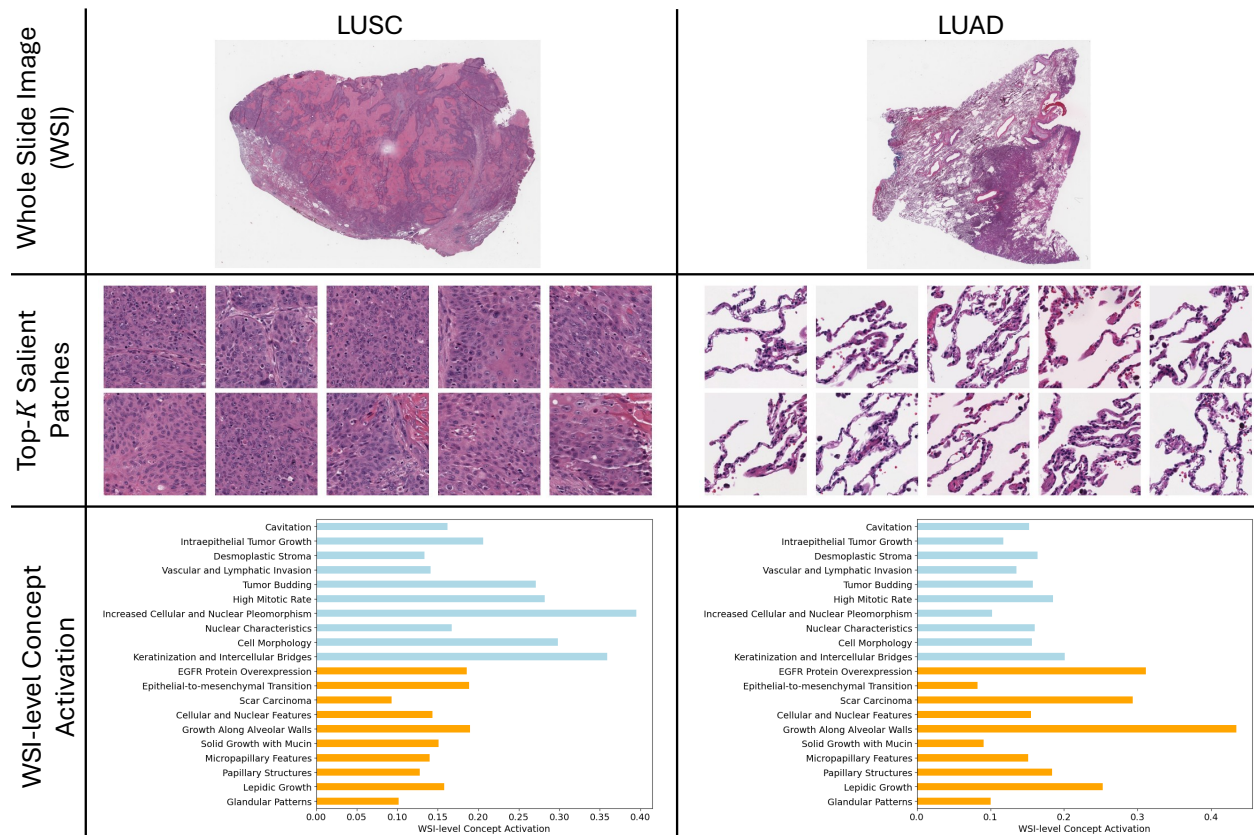 LUSC
LUAD
Whole Slide Image
(WSI)
Top-K Salient
Patches
WSI-level Concept
Activation
Cavitation
Intraepithelial Tumor Growth
Desmoplastic Stroma
Vascular and Lymphatic Invasion
Tumor Budding
High Mitotic Rate
Increased Cellular and Nuclear Pleomorphism
Nuclear Characteristics
Cell Morphology
Keratinization and Intercellular Bridges
EGFR Protein Overexpression
Epithelial-to-mesenchymal Transition
Scar Carcinoma
Cellular and Nuclear Features
Growth Along Alveolar Walls
Solid Growth with Mucin
Micropapillary Features
Papillary Structures
Lepidic Growth
Glandular Patterns
0.00 0.05 0.10 0.15 0.20 0.25 0.30 0.35 0.40
WSI-level Concept Activation
Cavitation
Intraepithelial Tumor Growth
Desmoplastic Stroma
Vascular and Lymphatic Invasion
Tumor Budding
High Mitotic Rate
Increased Cellular and Nuclear Pleomorphism
Nuclear Characteristics
Cell Morphology
Keratinization and Intercellular Bridges
EGFR Protein Overexpression
Epithelial-to-mesenchymal Transition
Scar Carcinoma
Cellular and Nuclear Features
Growth Along Alveolar Walls
Solid Growth with Mucin
Micropapillary Features
Papillary Structures
Lepidic Growth
Glandular Patterns
0.0 0.1 0.2 0.3 0.4
WSI-level Concept Activation